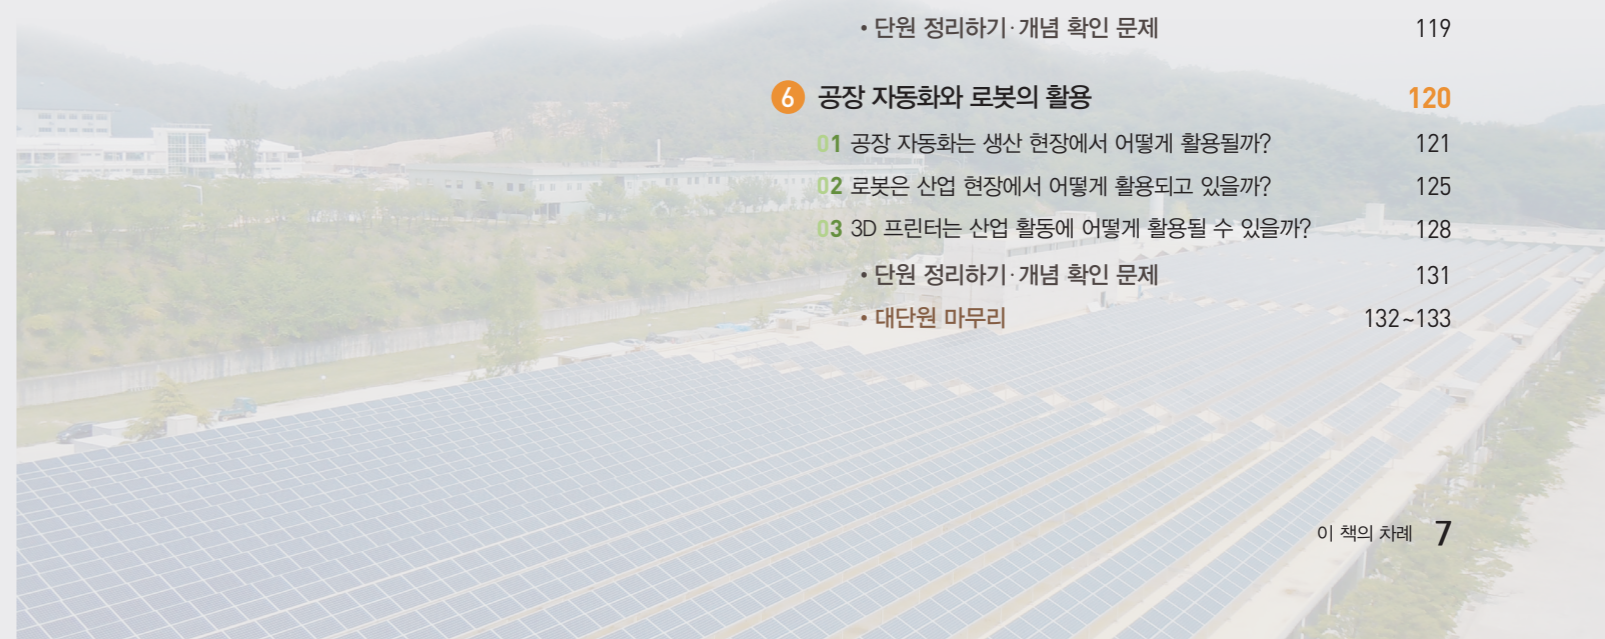 • 단원 정리하기·개념 확인 문제 119
6 공장 자동화와 로봇의 활용 120
01 공장 자동화는 생산 현장에서 어떻게 활용될까? 121
02 로봇은 산업 현장에서 어떻게 활용되고 있을까? 125
03 3D 프린터는 산업 활동에 어떻게 활용될 수 있을까? 128
• 단원 정리하기·개념 확인 문제 131
• 대단원 마무리 132~133
이 책의 차례 7